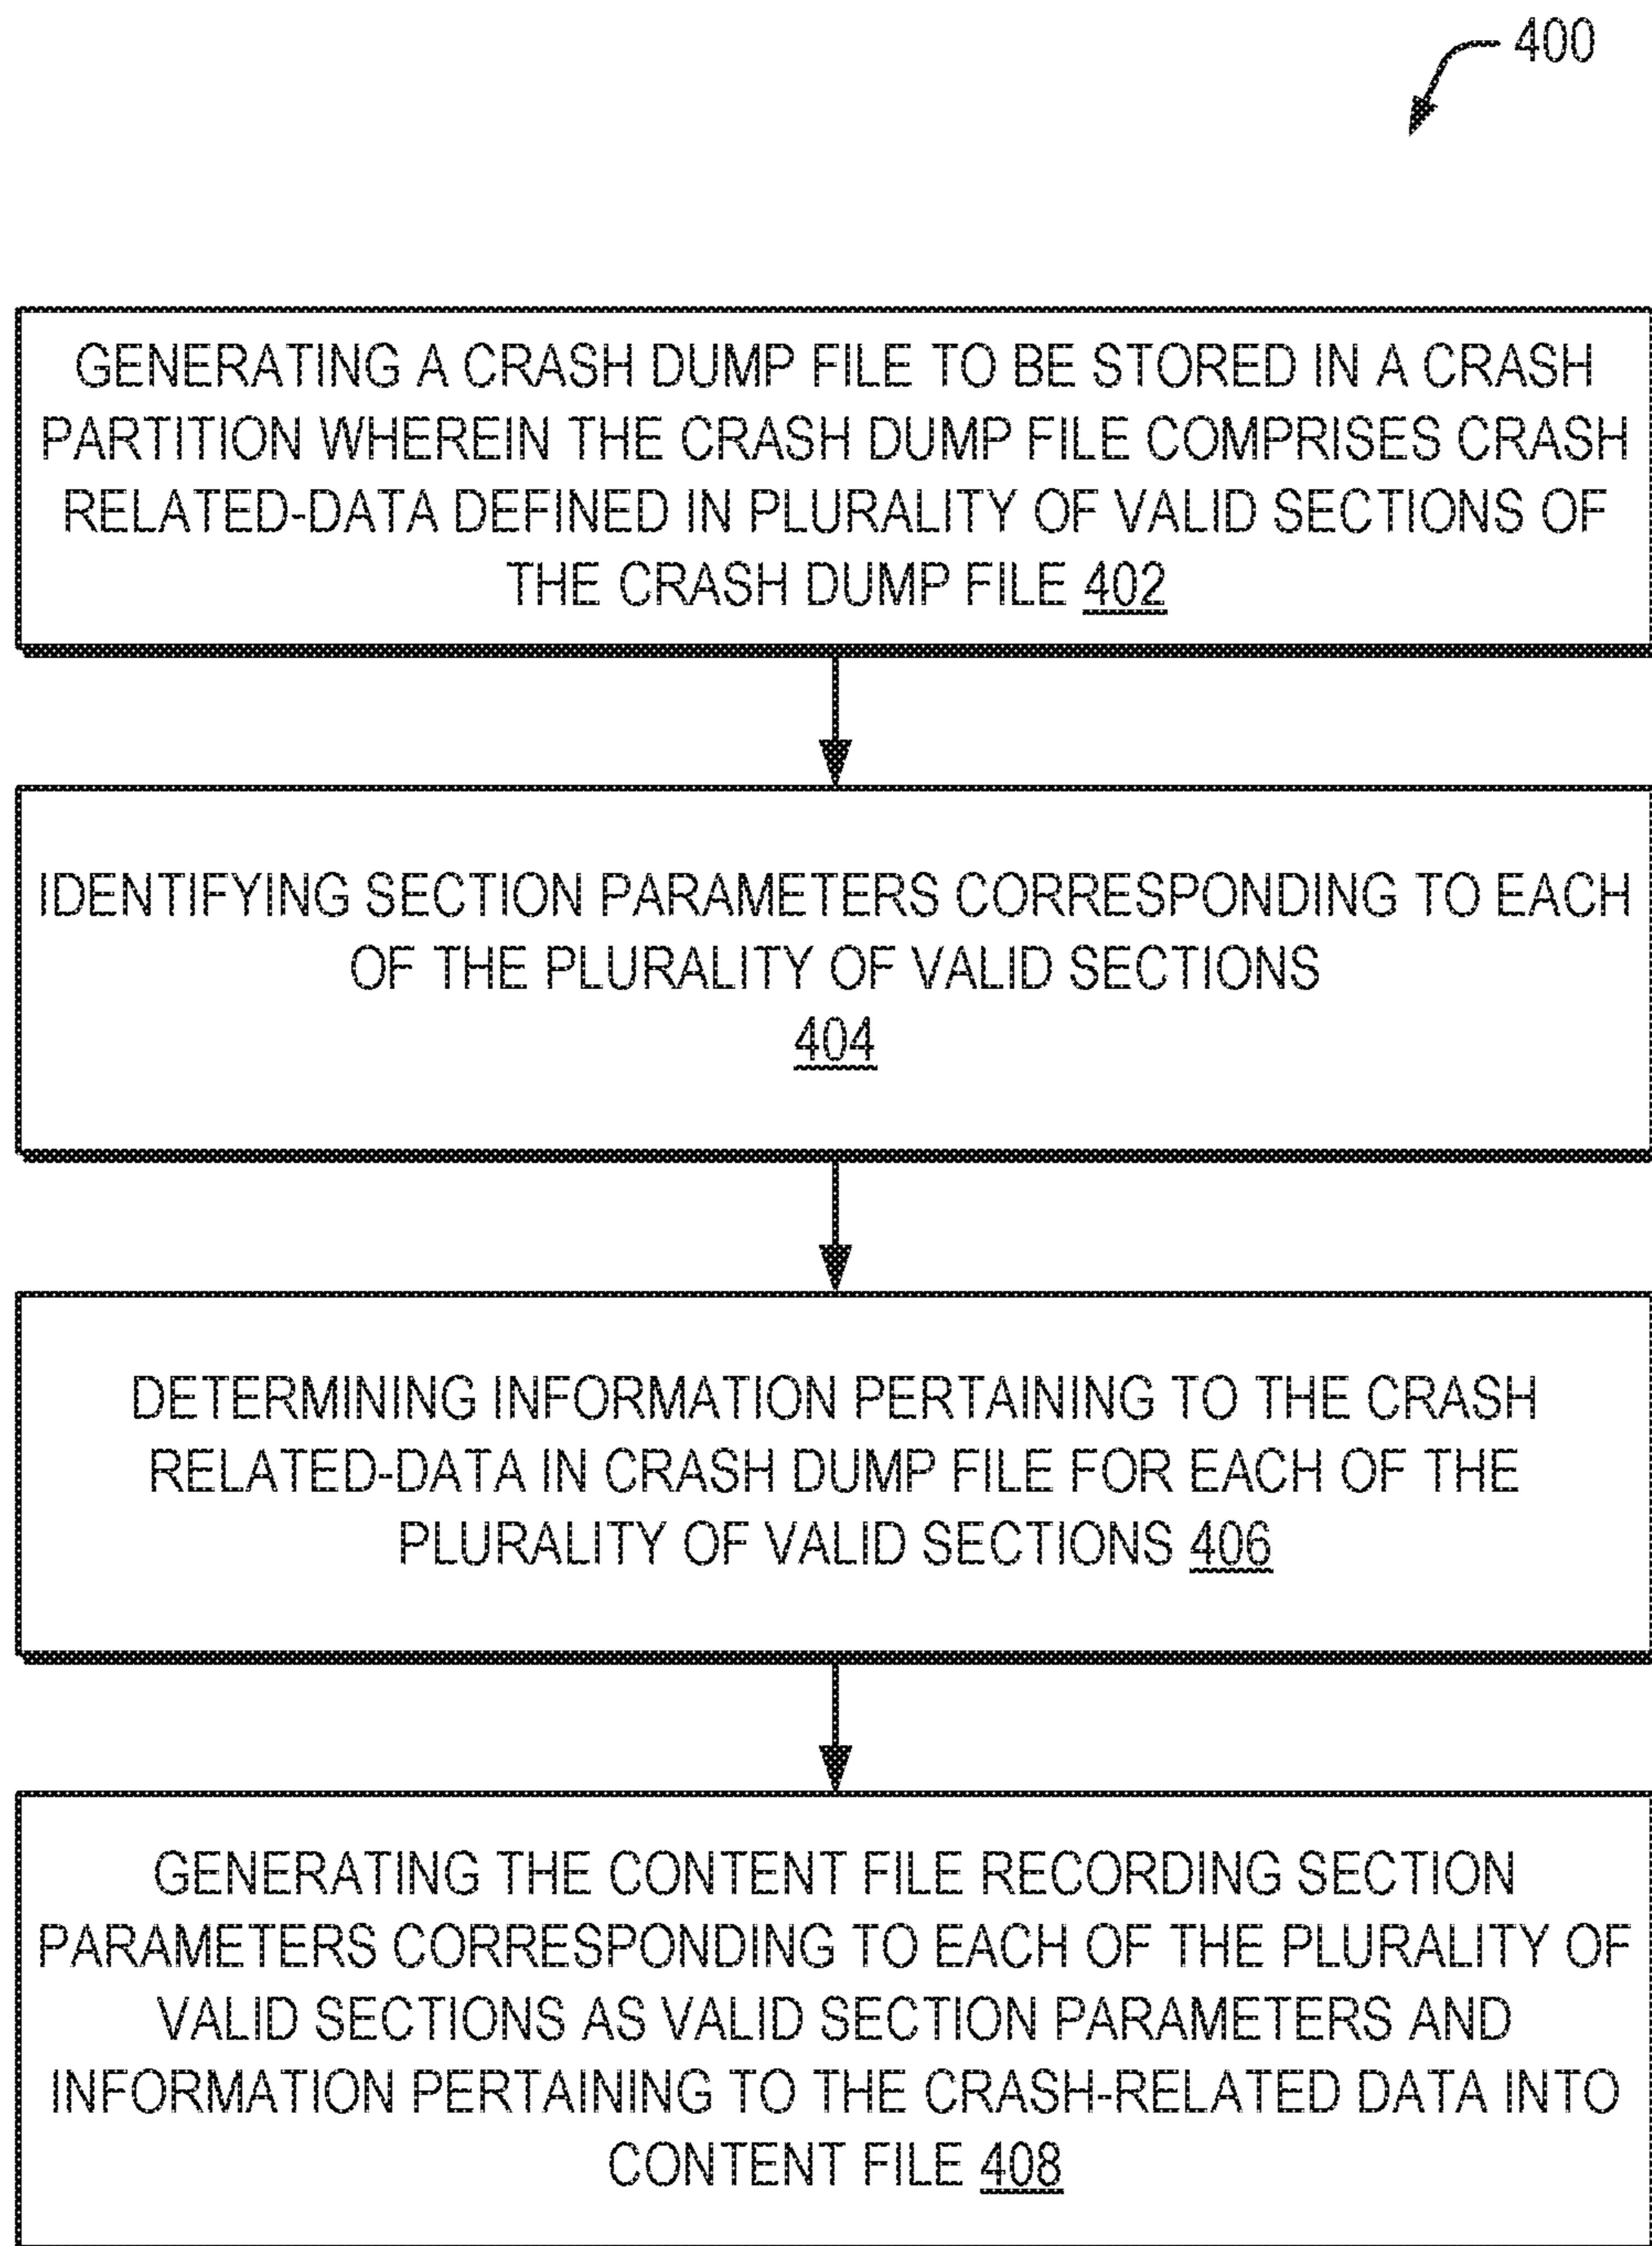 400
GENERATING A CRASH DUMP FILE TO BE STORED IN A CRASH
PARTITION WHEREIN THE CRASH DUMP FILE COMPRISES CRASH
RELATED-DATA DEFINED IN PLURALITY OF VALID SECTIONS OF
THE CRASH DUMP FILE 402
IDENTIFYING SECTION PARAMETERS CORRESPONDING TO EACH
OF THE PLURALITY OF VALID SECTIONS
404
DETERMINING INFORMATION PERTAINING TO THE CRASH
RELATED-DATA IN CRASH DUMP FILE FOR EACH OF THE
PLURALITY OF VALID SECTIONS 406
GENERATING THE CONTENT FILE RECORDING SECTION
PARAMETERS CORRESPONDING TO EACH OF THE PLURALITY OF
VALID SECTIONS AS VALID SECTION PARAMETERS AND
INFORMATION PERTAINING TO THE CRASH-RELATED DATA INTO
CONTENT FILE 408